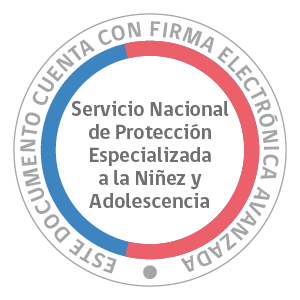 ESTE DOCUMENTO CUENTA CON FIRMA ELECTRÓNICA AVANZADA
Servicio Nacional
de Protección
Especializada
a la Niñez y
Adolescencia